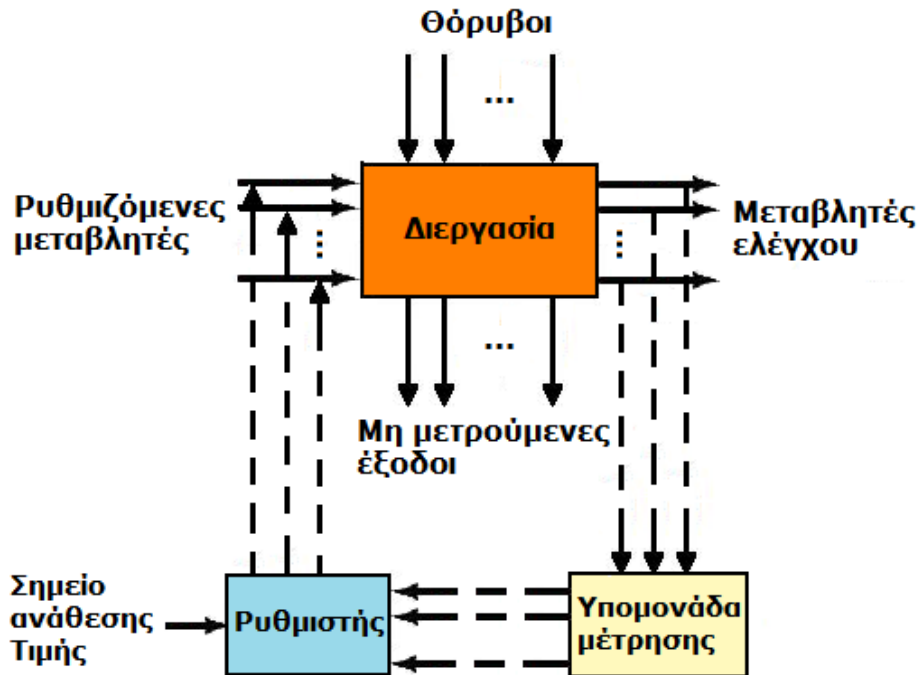 Θόρυβοι
...
Ρυθμιζόμενες
μεταβλητές
...
Διεργασία
...
Μεταβλητές
ελέγχου
...
Μη μετρούμενες
έξοδοι
Σημείο
ανάθεσης
Τιμής
Ρυθμιστής
Υπομονάδα
μέτρησης